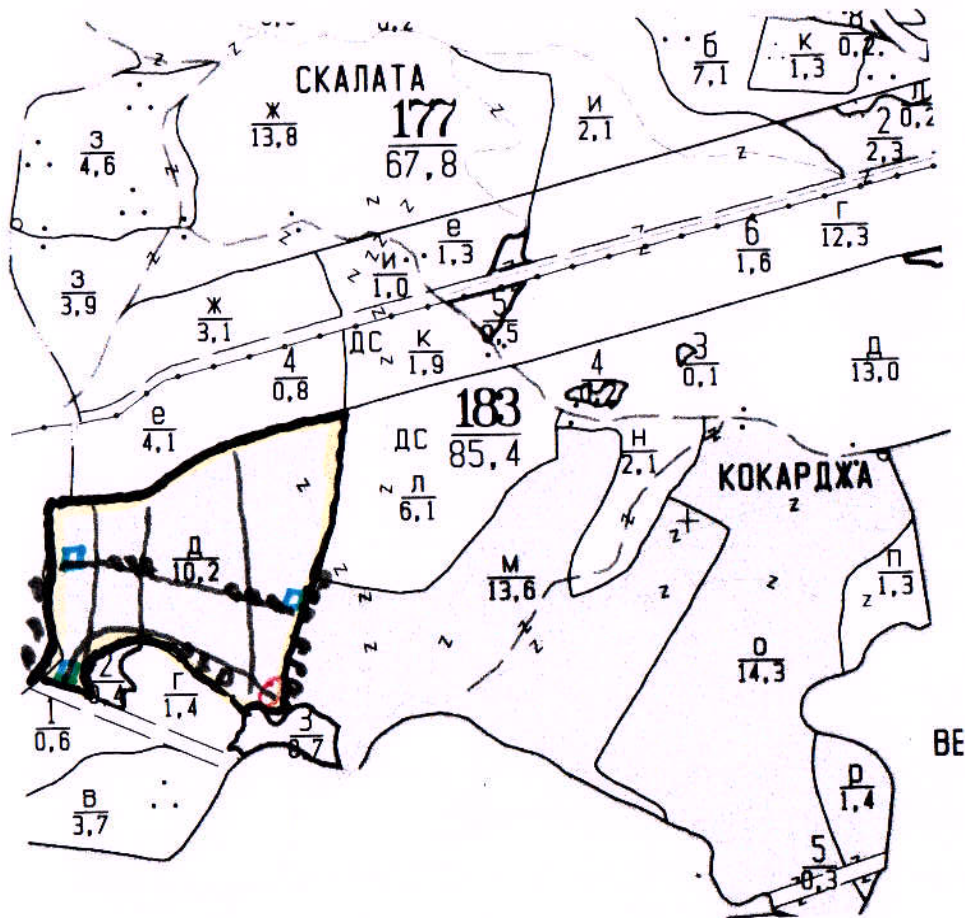 СКАЛАТА
177
67,8
Ж
13,8
З
4,6
И
2,1
б
7,1
К
1,3
8
0,2
Л
0,2
2
2,3
Г
12,3
6
1,6
е
1,3
И
1,0
З
3,9
Ж
3,1
5
0,5
ДС
К
1,9
4
0,8
4
3
0,1
Д
13,0
е
4,1
183
85,4
ДС
Л
6,1
Н
2,1
КОКАРДЖА
Д
10,2
М
13,6
П
1,3
О
14,3
2
0,4
Г
1,4
1
0,6
3
0,7
ВЕ
В
3,7
Р
1,4
5
0,3